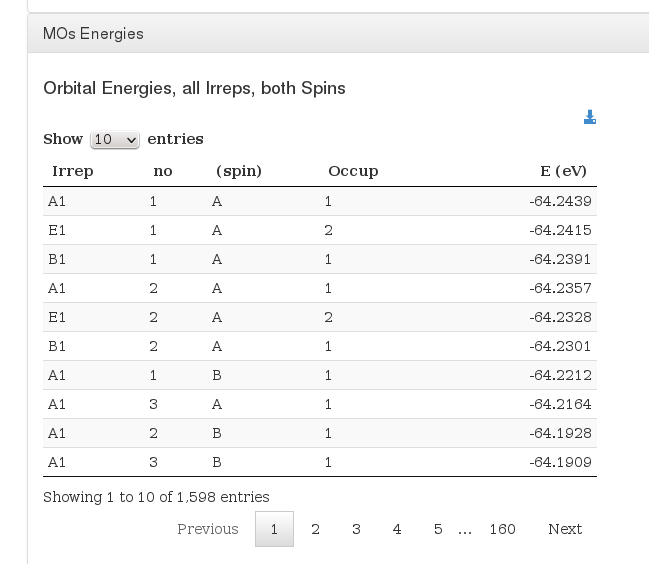 MOs Energies
Orbital Energies, all Irreps, both Spins
Show 10 entries
Irrep no (spin) Occup E (eV)
A1 1 A 1 -64.2439
E1 1 A 2 -64.2415
B1 1 A 1 -64.2391
A1 2 A 1 -64.2357
E1 2 A 2 -64.2328
B1 2 A 1 -64.2301
A1 1 B 1 -64.2212
A1 3 A 1 -64.2164
A1 2 B 1 -64.1928
A1 3 B 1 -64.1909
Showing 1 to 10 of 1,598 entries
Previous 1 2 3 4 5 ... 160 Next